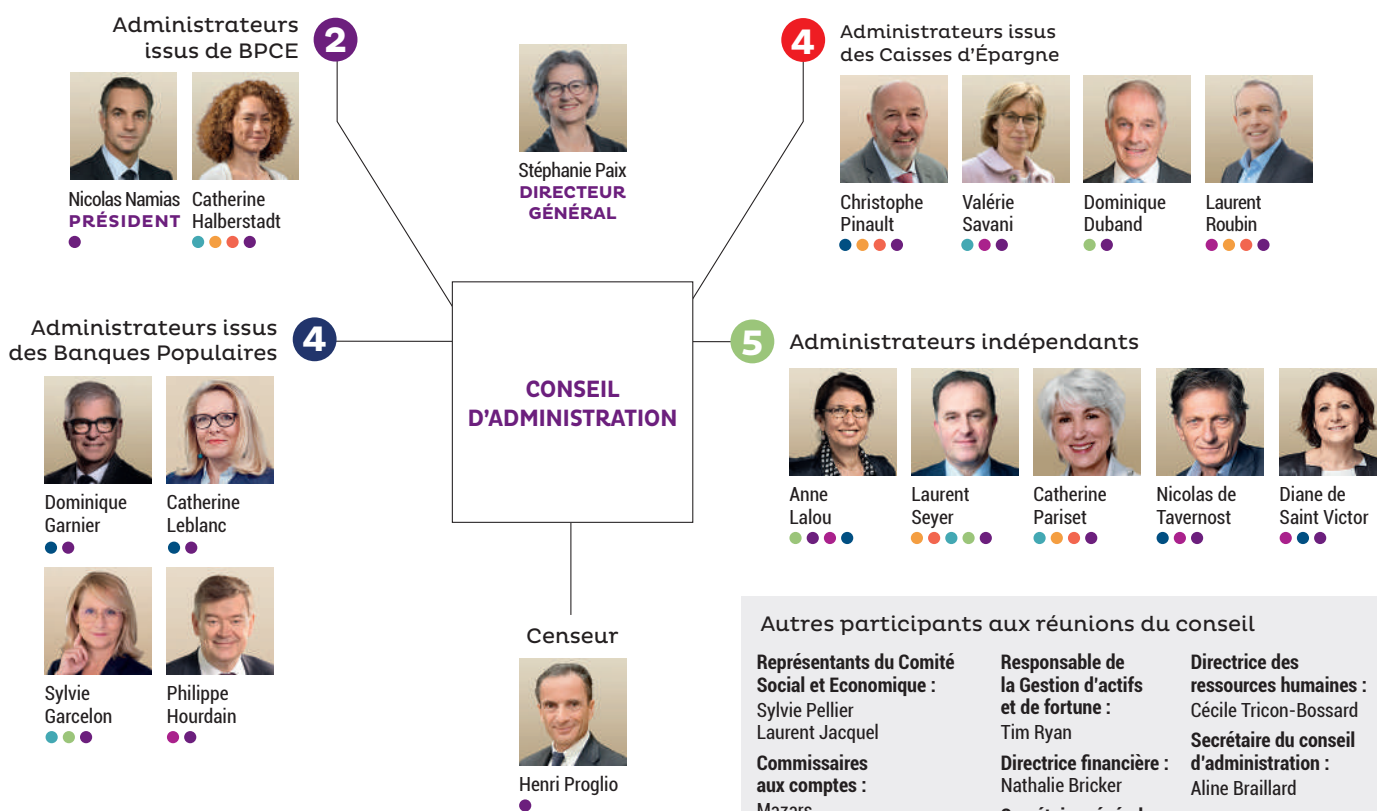 Administrateurs
issus de BPCE
2
Nicolas Namias
PRÉSIDENT
Catherine
Halberstadt
Stéphanie Paix
DIRECTEUR
GÉNÉRAL
4
Administrateurs issus
des Caisses d'Épargne
Christophe
Pinault
Valérie
Savani
Dominique
Duband
Laurent
Roubin
Administrateurs issus
des Banques Populaires
4
Dominique
Garnier
Catherine
Leblanc
Sylvie
Garcelon
Philippe
Hourdain
CONSEIL
D'ADMINISTRATION
5
Administrateurs indépendants
Anne
Lalou
Laurent
Seyer
Catherine
Pariset
Nicolas de
Tavernost
Diane de
Saint Victor
Censeur
Henri Proglio
Autres participants aux réunions du conseil
Représentants du Comité
Social et Economique :
Sylvie Pellier
Laurent Jacquel
Commissaires
aux comptes :
Mazars
Responsable de
la Gestion d'actifs
et de fortune :
Tim Ryan
Directrice financière :
Nathalie Bricker
Directrice des
ressources humaines :
Cécile Tricon-Bossard
Secrétaire du conseil
d'administration :
Aline Braillard